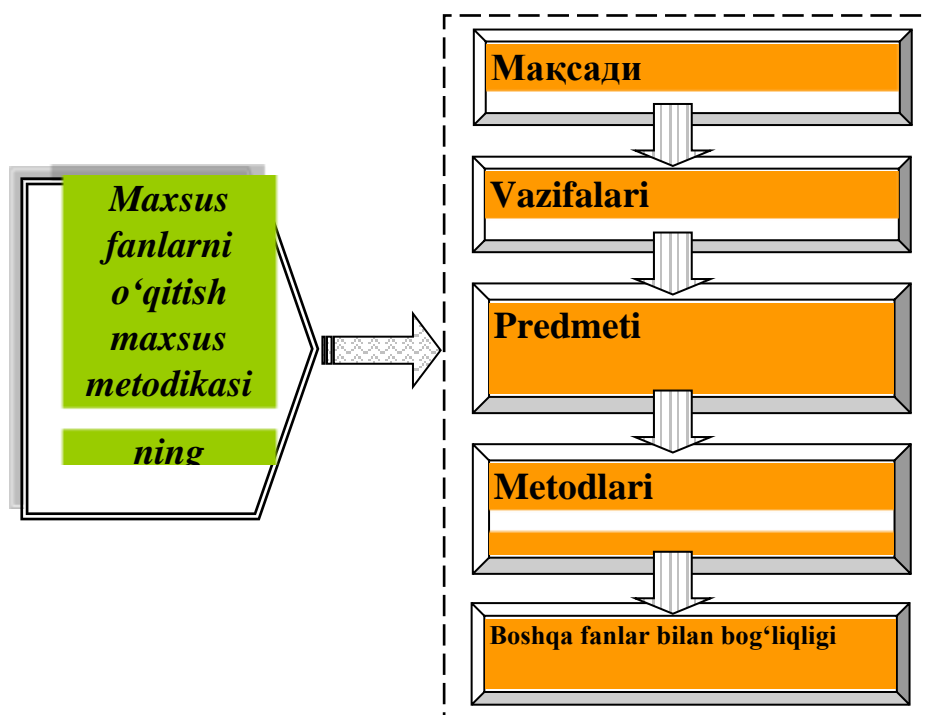 Maxsus
fanlarni
o‘qitish
maxsus
metodikasi
ning
Мақсади
Vazifalari
Predmeti
Metodlari
Boshqa fanlar bilan bog‘liqligi